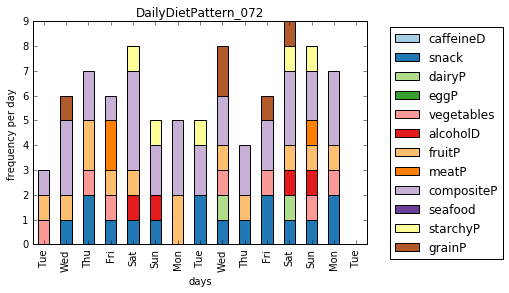 DailyDietPattern_072
frequency per day
9
8
7
6
5
4
3
2
1
0
Tue Wed Thu Fri Sat Sun Mon Tue Wed Thu Fri Sat Sun Mon Tue
days
caffeineD
snack
dairyP
eggP
vegetables
alcoholD
fruitP
meatP
compositeP
seafood
starchyP
grainP